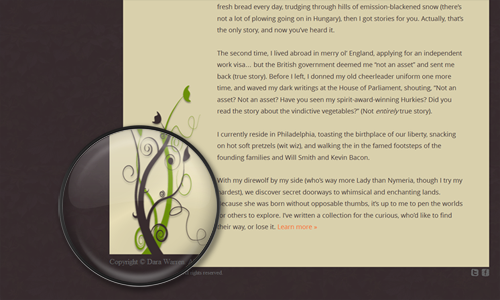 fresh bread every day, trudging through hills of emission-blackened snow (there's
not a lot of plowing going on in Hungary), then I got stories for you. Actually, that's
the only story, and now you've heard it.
The second time, I lived abroad in merry ol' England, applying for an independent
work visa... but the British government deemed me "not an asset" and sent me
back (true story). Before I left, I donned my old cheerleader uniform one more
time, and waved my dark writings at the House of Parliament, shouting, "Not an
asset? Not an asset? Have you seen my spirit-award-winning Hurkies? Did you
read the story about the vindictive vegetables?" (Not entirely true story).
I currently reside in Philadelphia, toasting the birthplace of our liberty, snacking
on hot soft pretzels (wit wiz), and walking the in the famed footsteps of the
founding families and Will Smith and Kevin Bacon.
With my direwolf by my side (who's way more Lady than Nymeria, though I try my
hardest), we discover secret doorways to whimsical and enchanting lands.
Because she was born without opposable thumbs, it's up to me to pen the worlds
for others to explore. I've written a collection for the curious, who'd like to find
their way, or lose it. Learn more »
Copyright © Dara
rights reserved